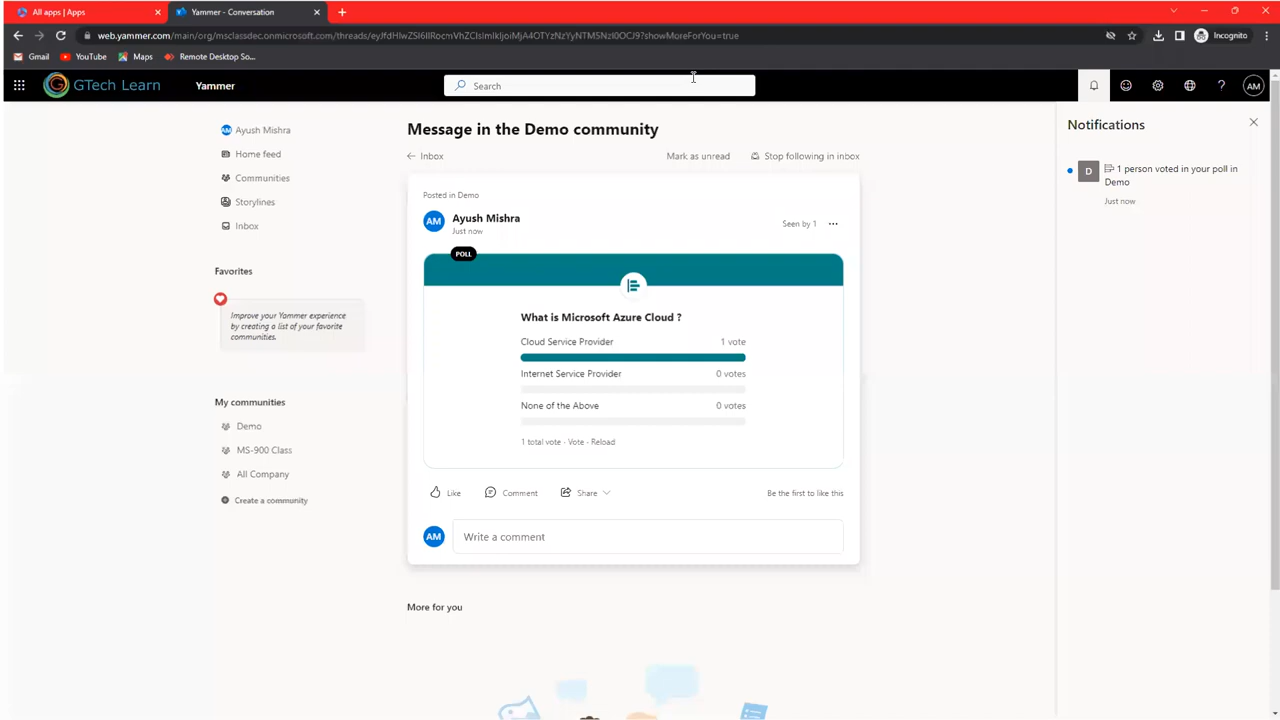 All apps | Apps
Yammer - Conversation
web.yammer.com/main/org/msclassdec.onmicrosoft.com/threads/
?showMoreForYou=true
Incognito
Gmail
YouTube
Maps
Remote Desktop So...
GTech Learn
Yammer
Search
AM
Ayush Mishra
Home feed
Communities
Storylines
Inbox
Favorites
Improve your Yammer experience
by creating a list of your favorite
communities.
My communities
Demo
MS-900 Class
All Company
Create a community
Message in the Demo community
Inbox
Mark as unread
Stop following in inbox
Posted in Demo
AM
Ayush Mishra
Just now
Seen by 1
POLL
What is Microsoft Azure Cloud ?
Cloud Service Provider 1 vote
Internet Service Provider 0 votes
None of the Above 0 votes
1 total vote - Vote - Reload
Like
Comment
Share
Be the first to like this
AM
Write a comment
More for you
Notifications
D
1 person voted in your poll in
Demo
Just now